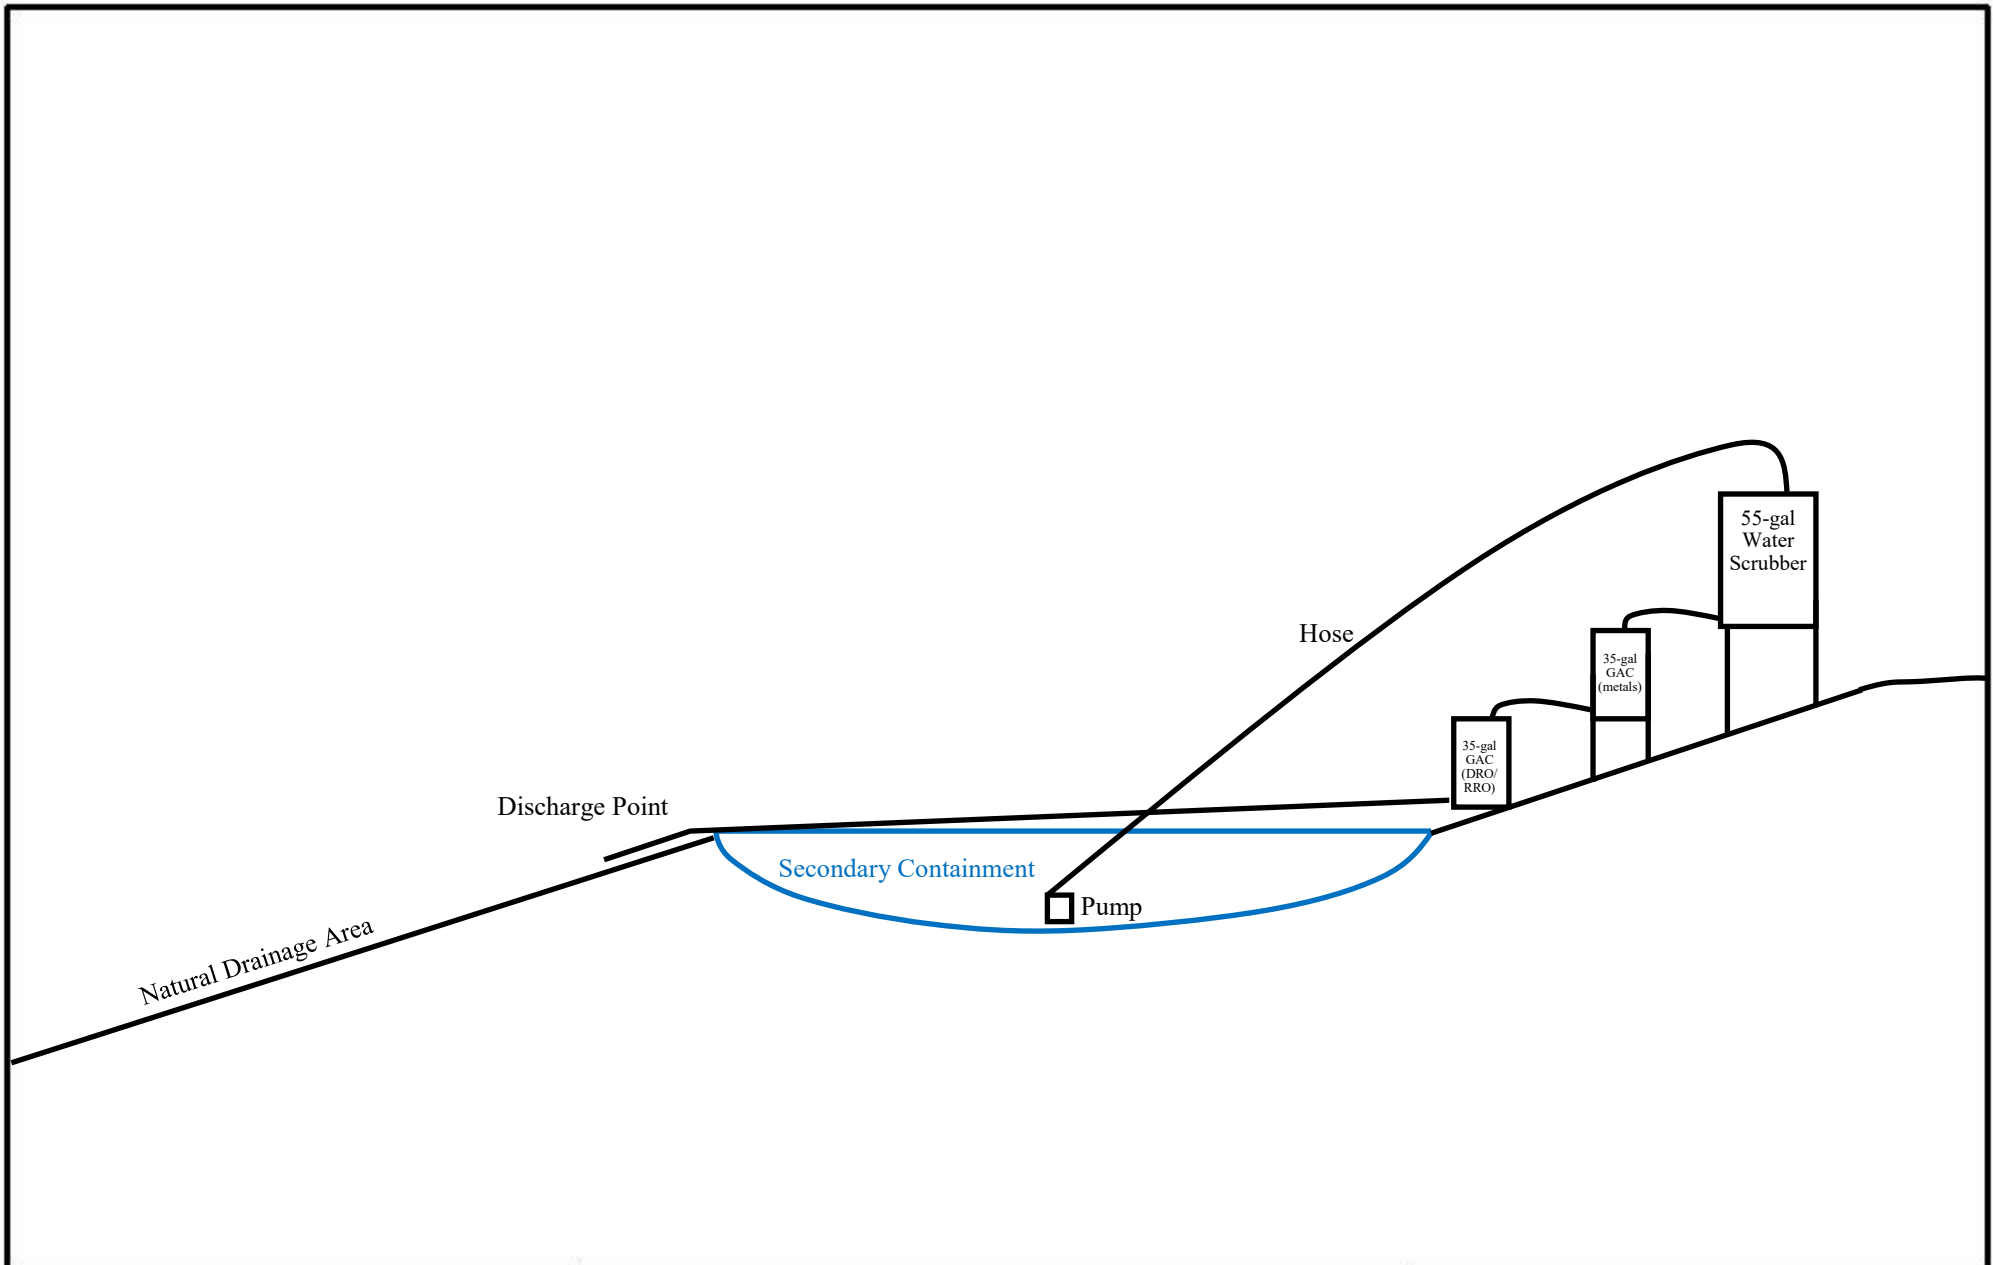 55-gal
Water
Scrubber
Hose
35-gal
GAC
(metals)
35-gal
GAC
(DRO/
RRO)
Discharge Point
Secondary Containment
Pump
Natural Drainage Area